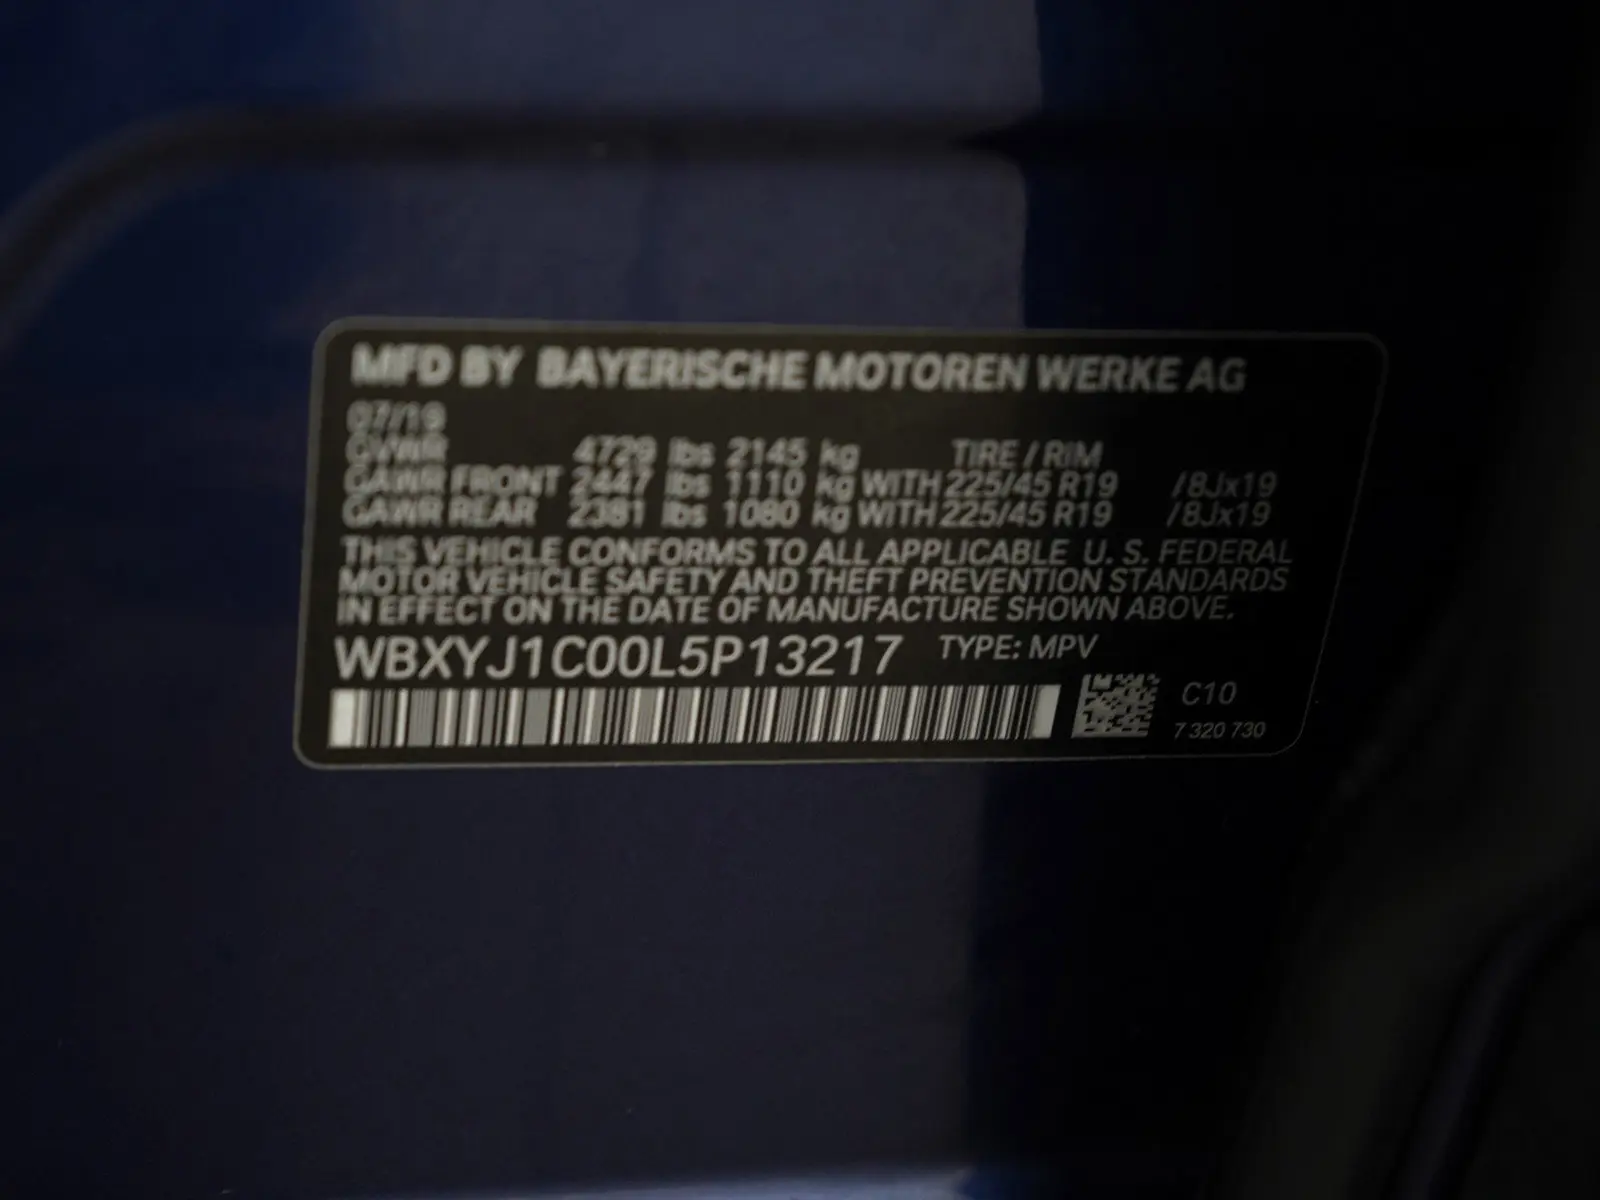 MFD BY BAYERISCHE MOTOREN WERKE AG
07/19
GVWR 4729 lbs 2145 kg TIRE / RIM
GAWR FRONT 2447 lbs 1110 kg WITH 225/45 R19 /8Jx19
GAWR REAR 2381 lbs 1080 kg WITH 225/45 R19 /8Jx19
THIS VEHICLE CONFORMS TO ALL APPLICABLE U. S. FEDERAL
MOTOR VEHICLE SAFETY AND THEFT PREVENTION STANDARDS
IN EFFECT ON THE DATE OF MANUFACTURE SHOWN ABOVE.
WBXYJ1C00L5P13217 TYPE: MPV
C10
7 320 730